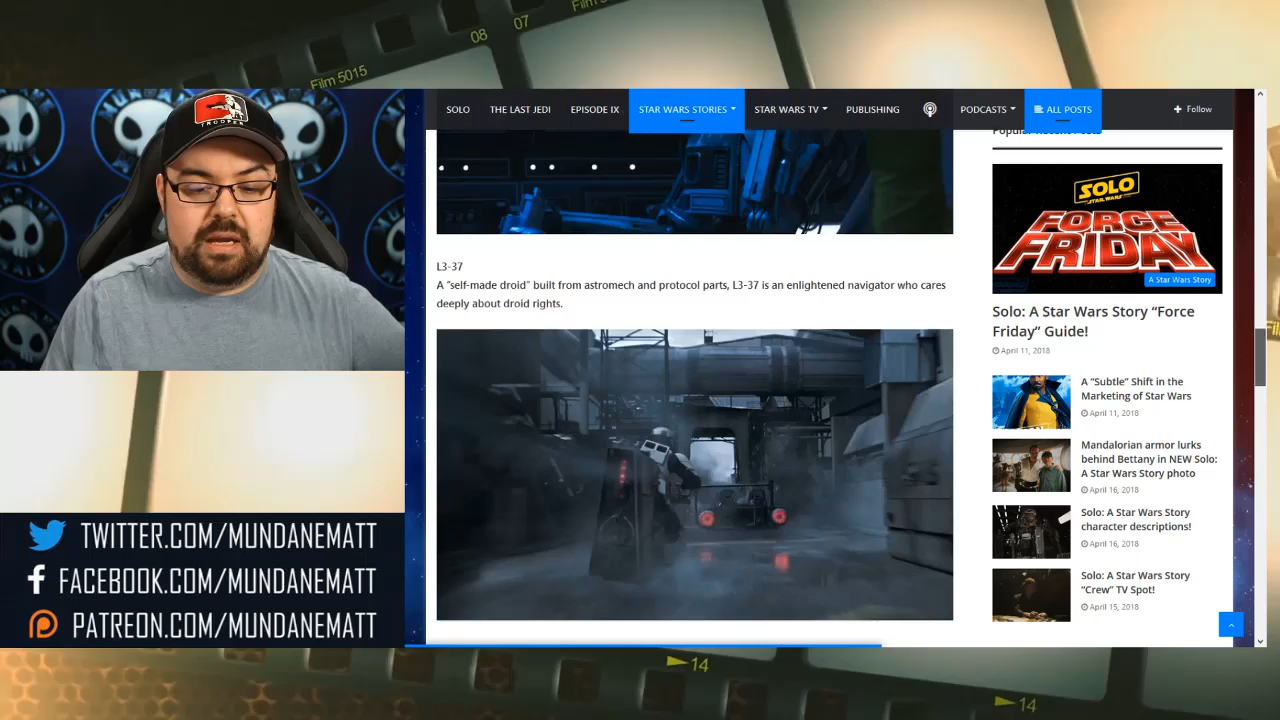 08
07
Film 5015
Film 5
TROOPER
MUNDANE
TWITTER.COM/MUNDANEMATT
FACEBOOK.COM/MUNDANEMATT
PATREON.COM/MUNDANEMATT
SOLO
THE LAST JEDI
EPISODE IX
STAR WARS STORIES
STAR WARS TV
PUBLISHING
PODCASTS
ALL POSTS
Follow
L3-37
A "self-made droid" built from astromech and protocol parts, L3-37 is an enlightened navigator who cares
deeply about droid rights.
Popular Recent Posts
SOLO
STAR WARS
FORCE
FRIDAY
A Star Wars Story
Solo: A Star Wars Story "Force
Friday" Guide!
April 11, 2018
A "Subtle" Shift in the
Marketing of Star Wars
April 11, 2018
Mandalorian armor lurks
behind Bettany in NEW Solo:
A Star Wars Story photo
April 16, 2018
Solo: A Star Wars Story
character descriptions!
April 16, 2018
Solo: A Star Wars Story
"Crew" TV Spot!
April 15, 2018
14
14